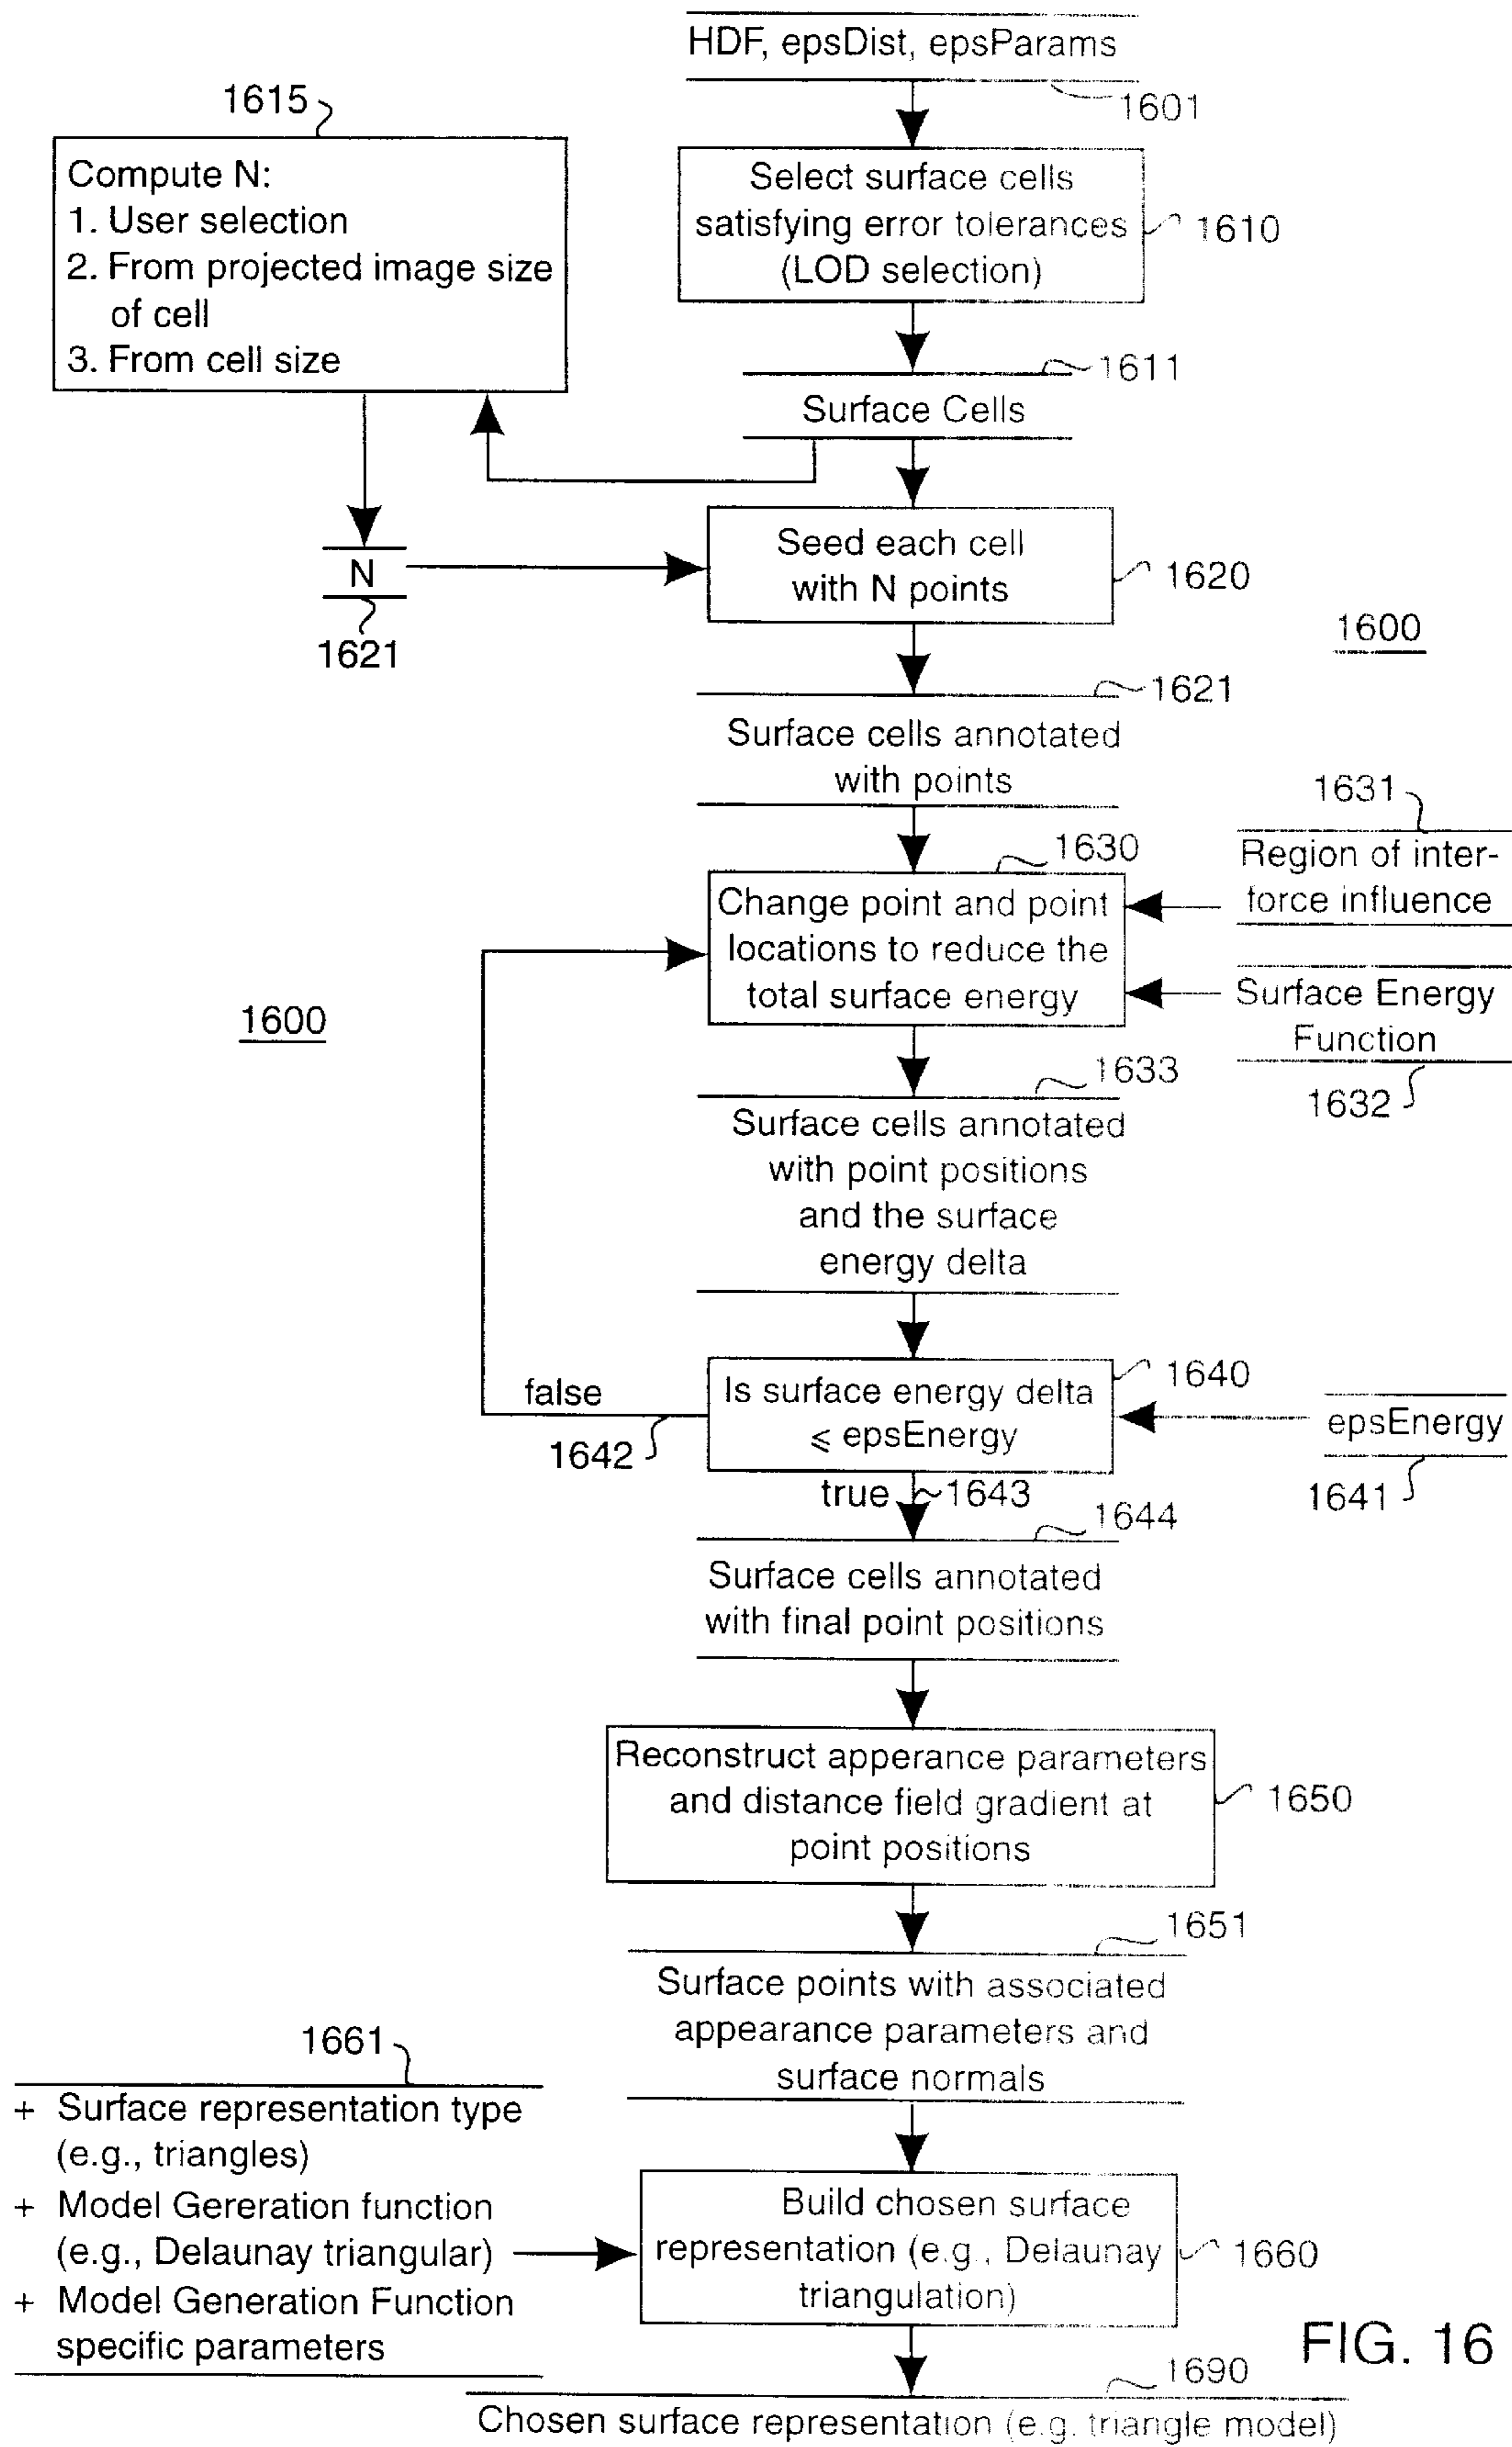 HDF, epsDist, epsParams
1601
1615
Compute N:
1. User selection
2. From projected image size
of cell
3. From cell size
Select surface cells
satisfying error tolerances
(LOD selection)
1610
1611
Surface Cells
Seed each cell
with N points
1620
N
1621
1600
1621
Surface cells annotated
with points
1631
Region of inter-
force influence
1630
Change point and point
locations to reduce the
total surface energy
Surface Energy
Function
1632
1600
1633
Surface cells annotated
with point positions
and the surface
energy delta
1640
Is surface energy delta
⩽ epsEnergy
false
1642
epsEnergy
1641
true
1643
1644
Surface cells annotated
with final point positions
Reconstruct apperance parameters
and distance field gradient at
point positions
1650
1651
Surface points with associated
appearance parameters and
surface normals
1661
+ Surface representation type
(e.g., triangles)
+ Model Gereration function
(e.g., Delaunay triangular)
+ Model Generation Function
specific parameters
Build chosen surface
representation (e.g., Delaunay
triangulation)
1660
FIG. 16
1690
Chosen surface representation (e.g. triangle model)